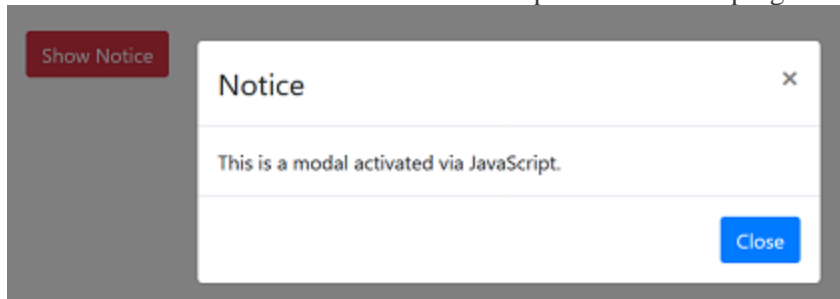 Show Notice
Notice
×
This is a modal activated via JavaScript.
Close